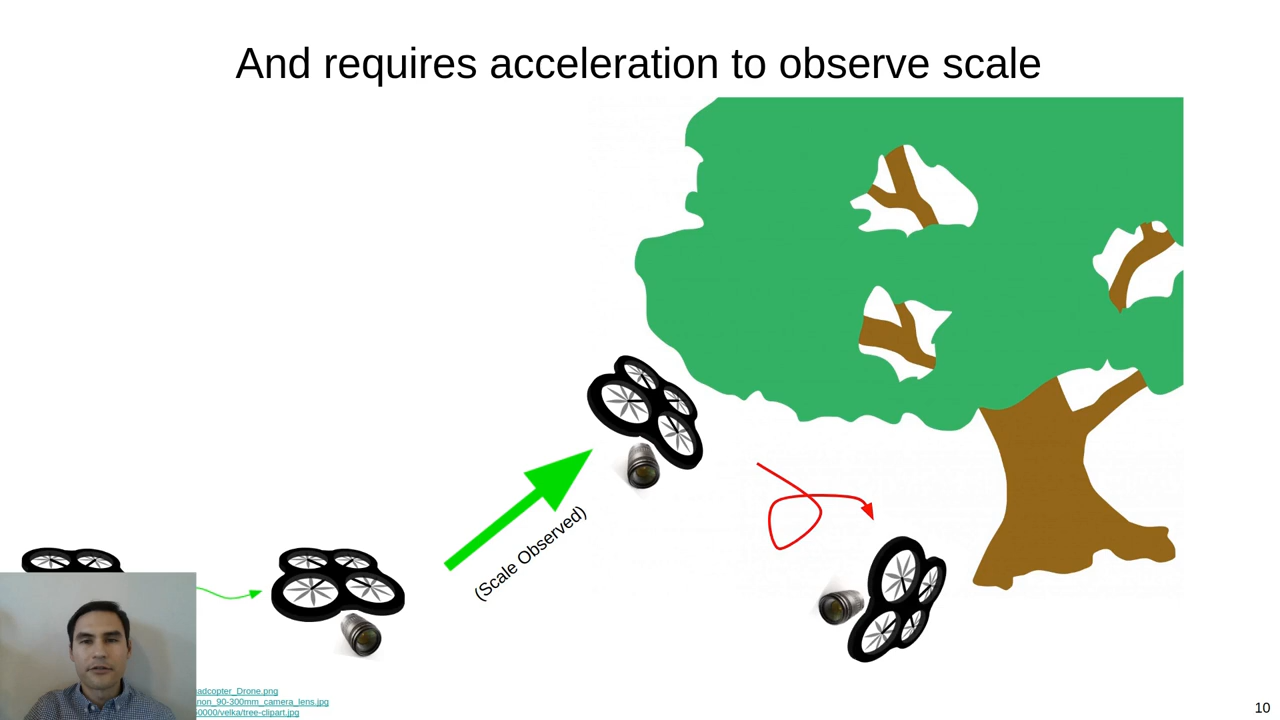 And requires acceleration to observe scale
(Scale Observed)
adcopter_Drone.png
non_90-300mm_camera_lens.jpg
0000/velka/tree-clipart.jpg
10